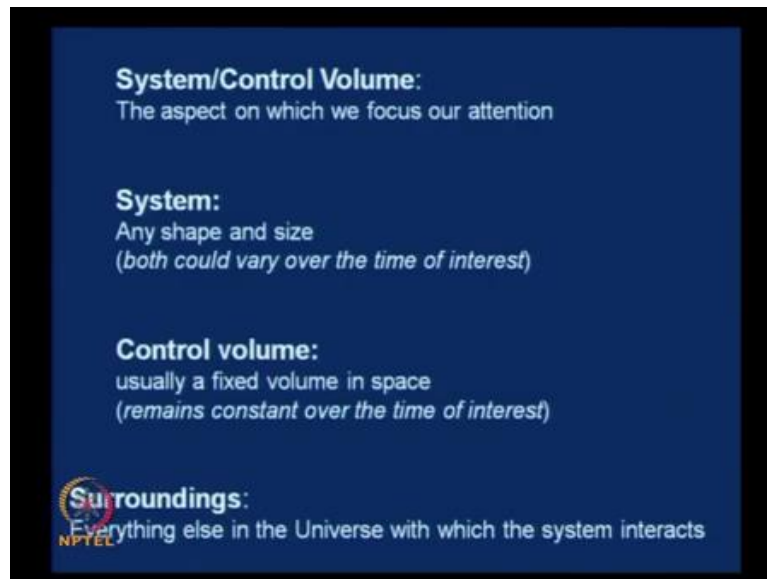 System/Control Volume:
The aspect on which we focus our attention
System:
Any shape and size
(both could vary over the time of interest)
Control volume:
usually a fixed volume in space
(remains constant over the time of interest)
Surroundings:
Everything else in the Universe with which the system interacts
NPTEL